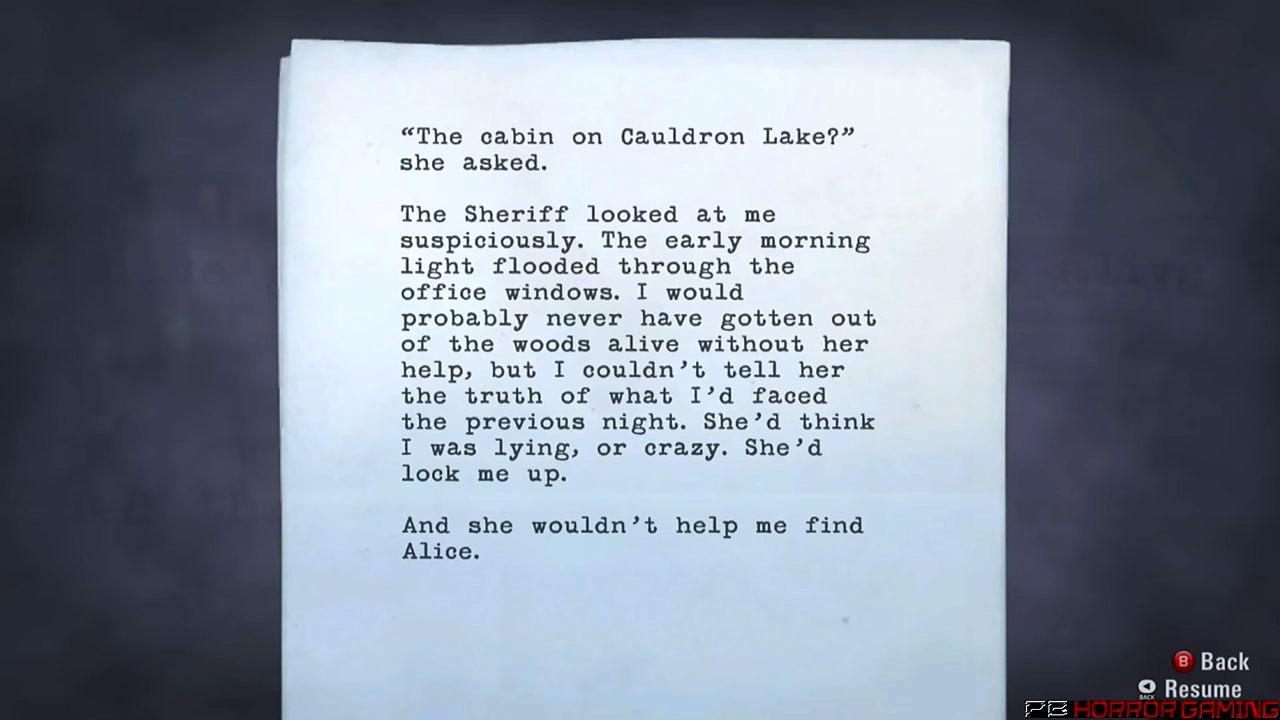 “The cabin on Cauldron Lake?”
she asked.
The Sheriff looked at me
suspiciously. The early morning
light flooded through the
office windows. I would
probably never have gotten out
of the woods alive without her
help, but I couldn’t tell her
the truth of what I’d faced
the previous night. She’d think
I was lying, or crazy. She’d
lock me up.
And she wouldn’t help me find
Alice.
B Back
BACK Resume
HORROR GAMING